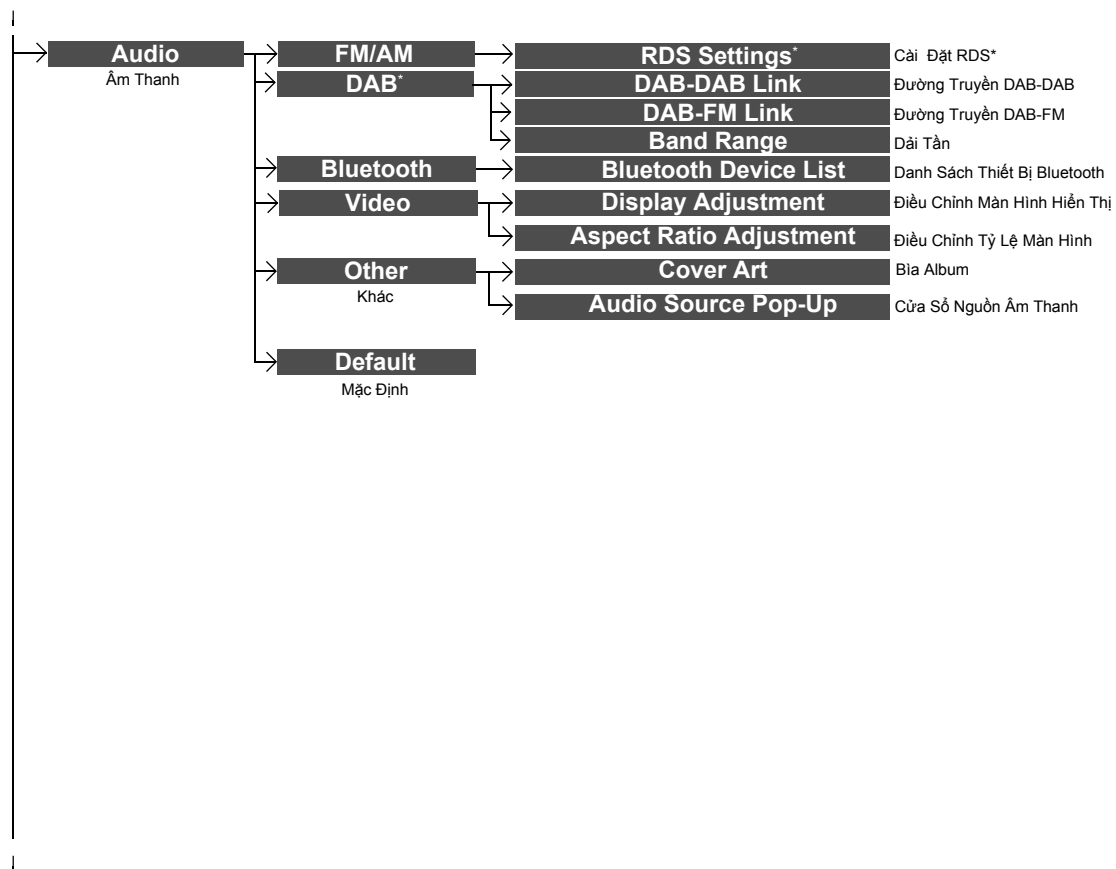 Audio FM/AM RDS Settings* Cài Đặt RDS*
Âm Thanh DAB* DAB-DAB Link Đường Truyền DAB-DAB
DAB-FM Link Đường Truyền DAB-FM
Band Range Dải Tần
Bluetooth Bluetooth Device List Danh Sách Thiết Bị Bluetooth
Video Display Adjustment Điều Chỉnh Màn Hình Hiển Thị
Aspect Ratio Adjustment Điều Chỉnh Tỷ Lệ Màn Hình
Other Cover Art Bìa Album
Khác
Audio Source Pop-Up Cửa Sổ Nguồn Âm Thanh
Default
Mặc Định